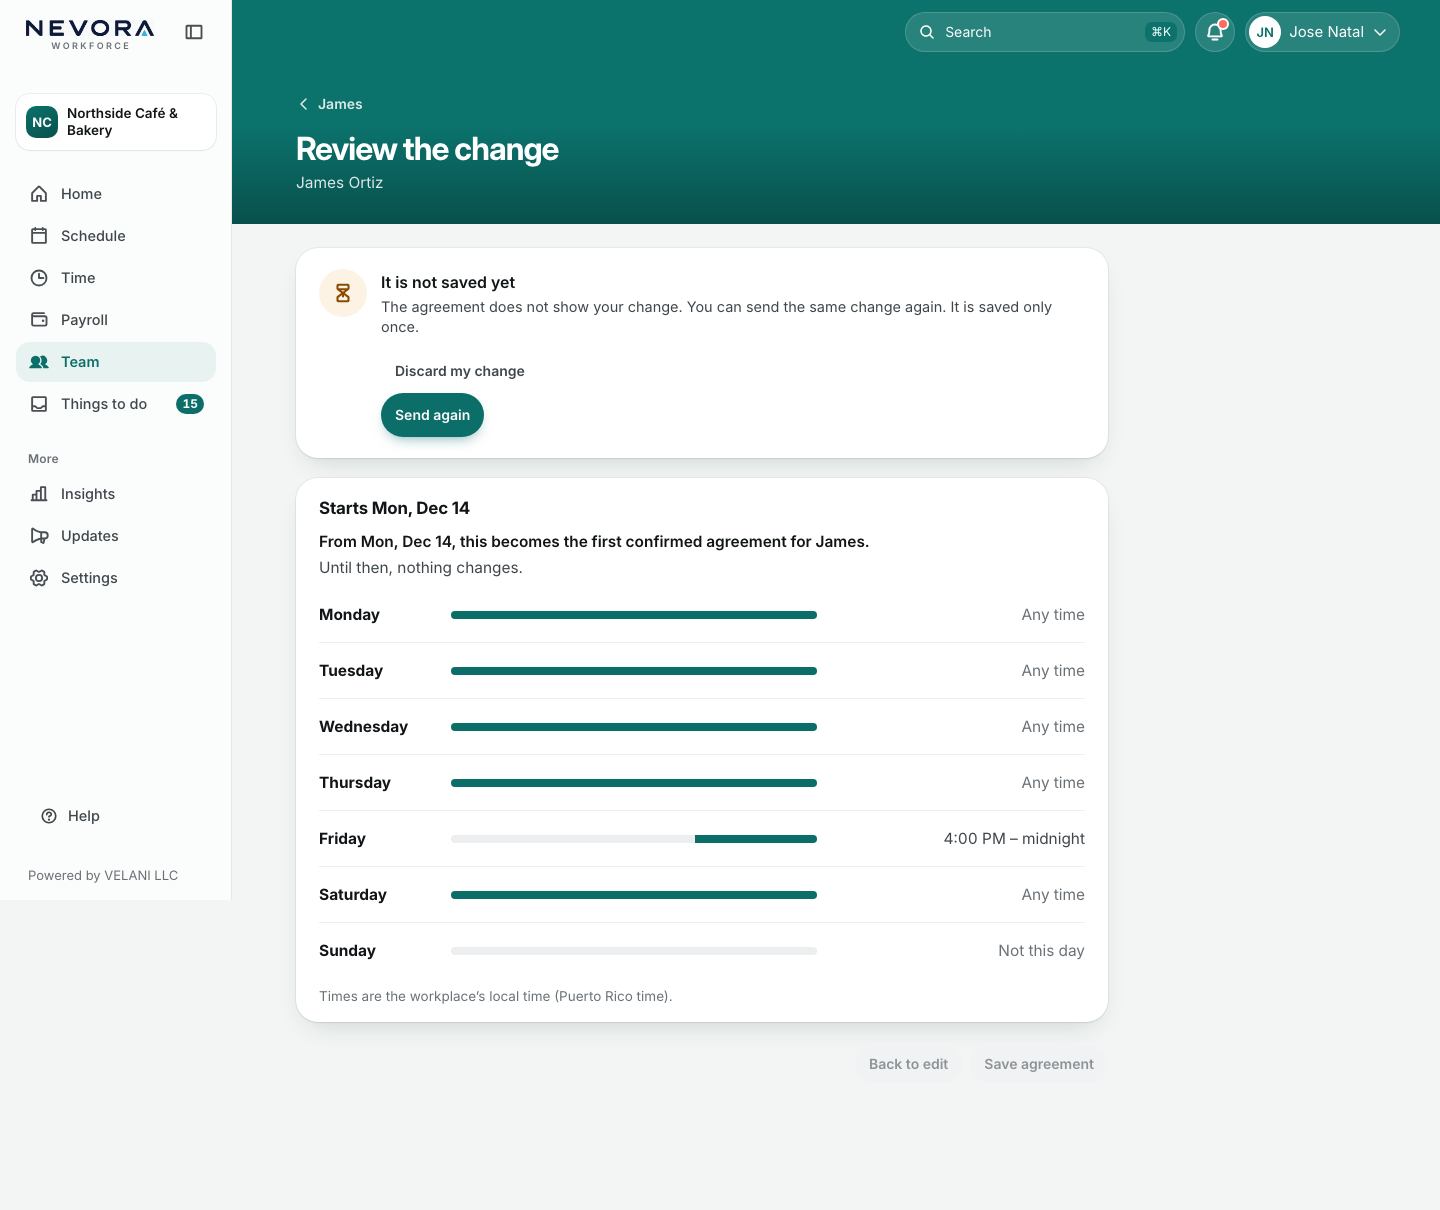 NEVORA
WORKFORCE
Search
⌘K
JN
Jose Natal
NC
Northside Café &
Bakery
Home
Schedule
Time
Payroll
Team
Things to do
15
More
Insights
Updates
Settings
Help
Powered by VELANI LLC
James
Review the change
James Ortiz
It is not saved yet
The agreement does not show your change. You can send the same change again. It is saved only
once.
Discard my change
Send again
Starts Mon, Dec 14
From Mon, Dec 14, this becomes the first confirmed agreement for James.
Until then, nothing changes.
Monday Any time
Tuesday Any time
Wednesday Any time
Thursday Any time
Friday 4:00 PM – midnight
Saturday Any time
Sunday Not this day
Times are the workplace’s local time (Puerto Rico time).
Back to edit Save agreement